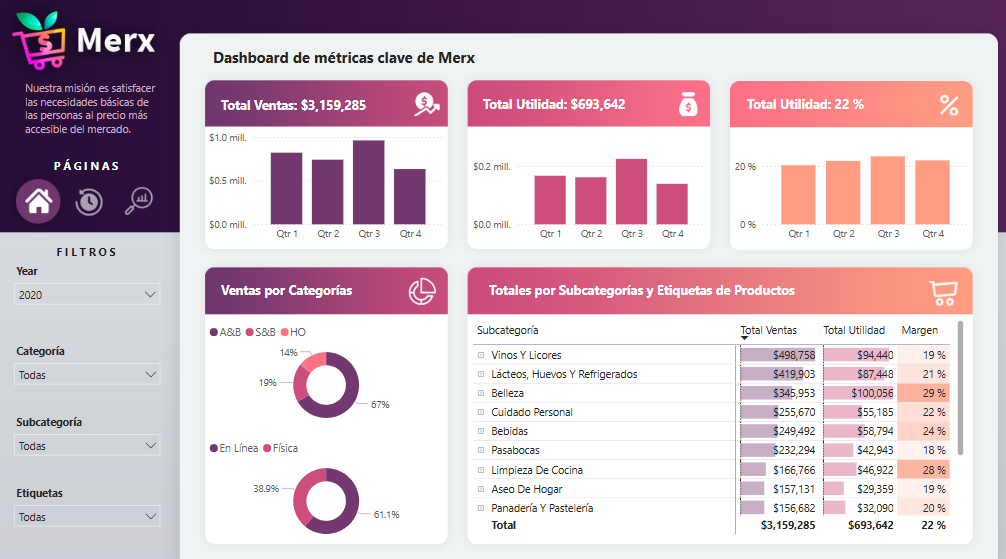 Merx
Nuestra misión es satisfacer
las necesidades básicas de
las personas al precio más
accesible del mercado.
PÁGINAS
FILTROS
Year
2020
Categoría
Todas
Subcategoría
Todas
Etiquetas
Todas
Dashboard de métricas clave de Merx
Total Ventas: $3,159,285
$1.0 mill.
$0.5 mill.
$0.0 mill.
Qtr 1 Qtr 2 Qtr 3 Qtr 4
Total Utilidad: $693,642
$0.2 mill.
$0.0 mill.
Qtr 1 Qtr 2 Qtr 3 Qtr 4
Total Utilidad: 22 %
20 %
0 %
Qtr 1 Qtr 2 Qtr 3 Qtr 4
Ventas por Categorías
A&B S&B HO
14%
19%
67%
En Línea Física
38.9%
61.1%
Totales por Subcategorías y Etiquetas de Productos
Subcategoría Total Ventas Total Utilidad Margen
Vinos Y Licores $498,758 $94,440 19 %
Lácteos, Huevos Y Refrigerados $419,903 $87,448 21 %
Belleza $345,953 $100,056 29 %
Cuidado Personal $255,670 $55,185 22 %
Bebidas $249,492 $58,794 24 %
Pasabocas $232,294 $42,943 18 %
Limpieza De Cocina $166,766 $46,922 28 %
Aseo De Hogar $157,131 $29,359 19 %
Panadería Y Pastelería $156,682 $32,090 20 %
Total $3,159,285 $693,642 22 %